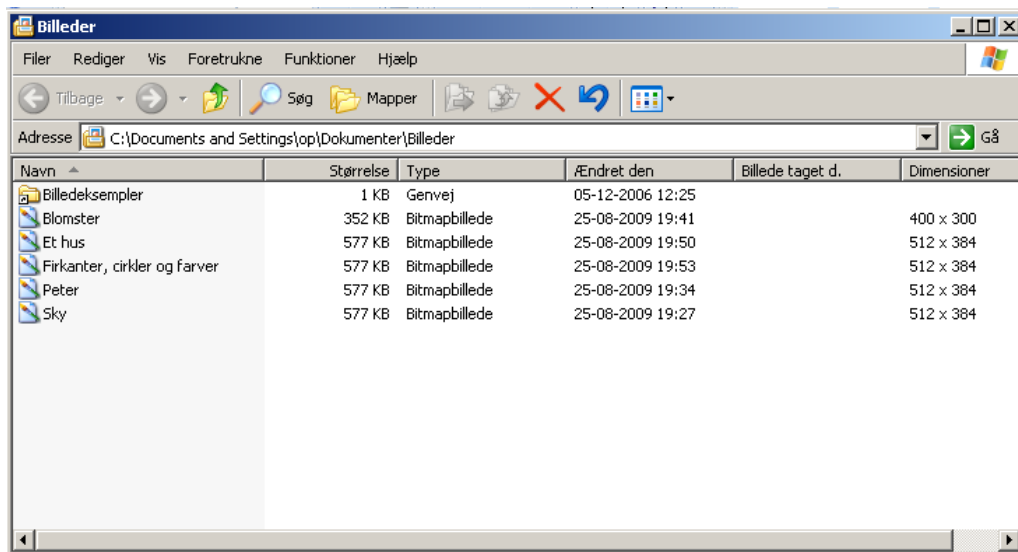 Billeder
Filer Rediger Vis Foretrukne Funktioner Hjælp
Tilbage Søg Mapper
Adresse C:\Documents and Settings\op\Dokumenter\Billeder Gå
Navn Størrelse Type Ændret den Billede taget d. Dimensioner
Billedeksempler 1 KB Genvej 05-12-2006 12:25
Blomster 352 KB Bitmapbillede 25-08-2009 19:41 400 x 300
Et hus 577 KB Bitmapbillede 25-08-2009 19:50 512 x 384
Firkanter, cirkler og farver 577 KB Bitmapbillede 25-08-2009 19:53 512 x 384
Peter 577 KB Bitmapbillede 25-08-2009 19:34 512 x 384
Sky 577 KB Bitmapbillede 25-08-2009 19:27 512 x 384